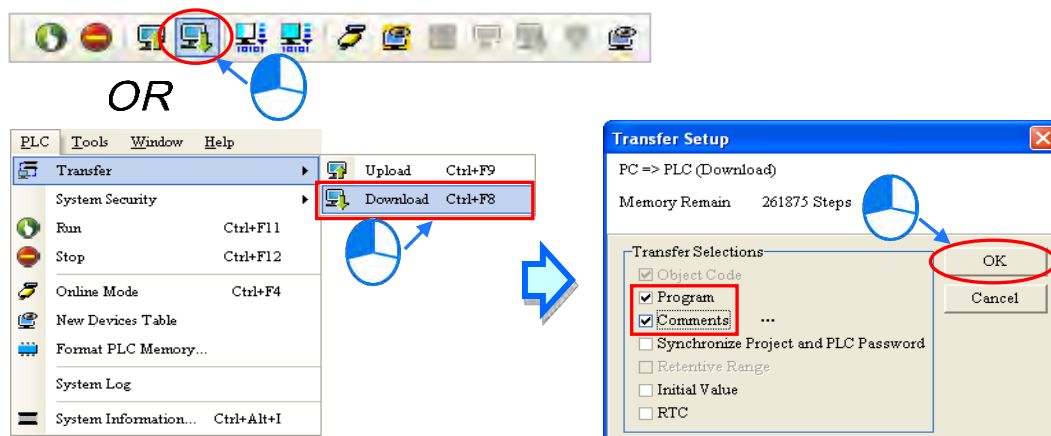 10101 10101
OR
PLC Tools Window Help
Transfer
System Security
Run Ctrl+F11
Stop Ctrl+F12
Online Mode Ctrl+F4
New Devices Table
Format PLC Memory...
System Log
System Information... Ctrl+Alt+I
Upload Ctrl+F9
Download Ctrl+F8
Transfer Setup
PC => PLC (Download)
Memory Remain 261875 Steps
Transfer Selections
Object Code
Program
Comments ...
Synchronize Project and PLC Password
Retentive Range
Initial Value
RTC
OK
Cancel